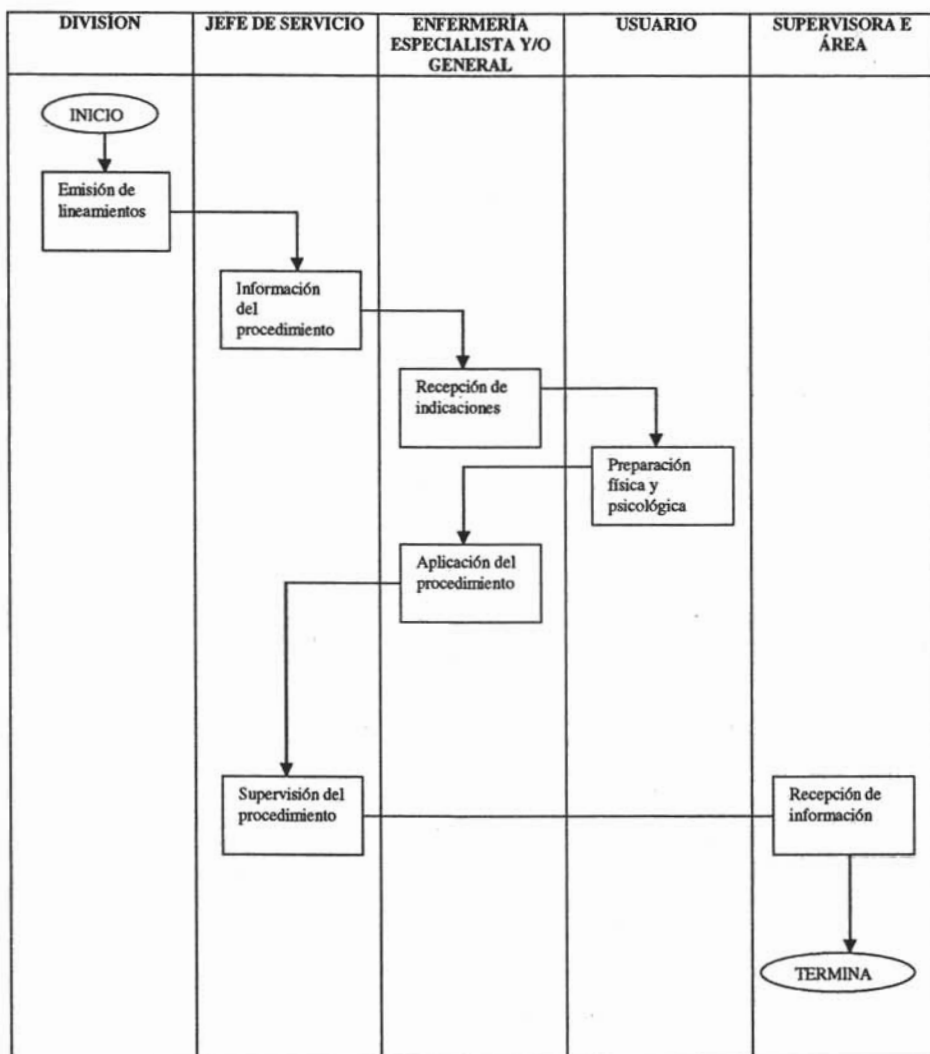 DIVISÍON
JEFE DE SERVICIO
ENFERMERÍA
ESPECIALISTA Y/O
GENERAL
USUARIO
SUPERVISORA E
ÁREA
INICIO
Emisión de
lineamientos
Información
del
procedimiento
Recepción de
indicaciones
Preparación
física y
psicológica
Aplicación del
procedimiento
Supervisión del
procedimiento
Recepción de
información
TERMINA